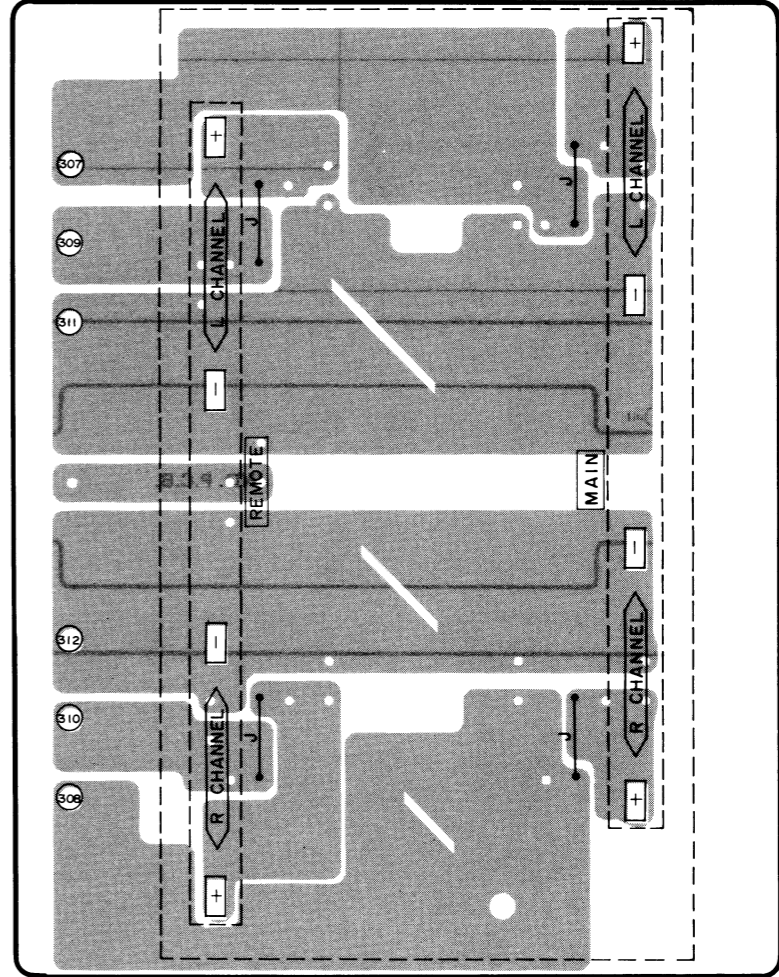 +
+
307
L CHANNEL
J
J
L CHANNEL
309
−
311
−
REMOTE
MAIN
−
312
−
310
R CHANNEL
J
J
R CHANNEL
308
+
+